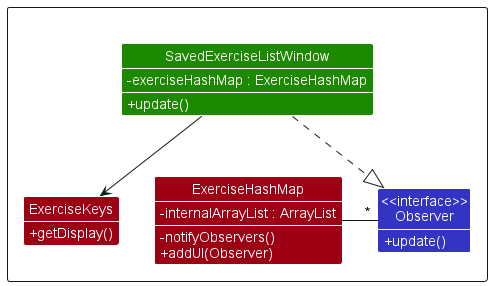 SavedExerciseListWindow
-exerciseHashMap : ExerciseHashMap
+update()
ExerciseKeys
+getDisplay()
ExerciseHashMap
-internalArrayList : ArrayList
-notifyObservers()
+addUI(Observer)
*
<<interface>>
Observer
+update()